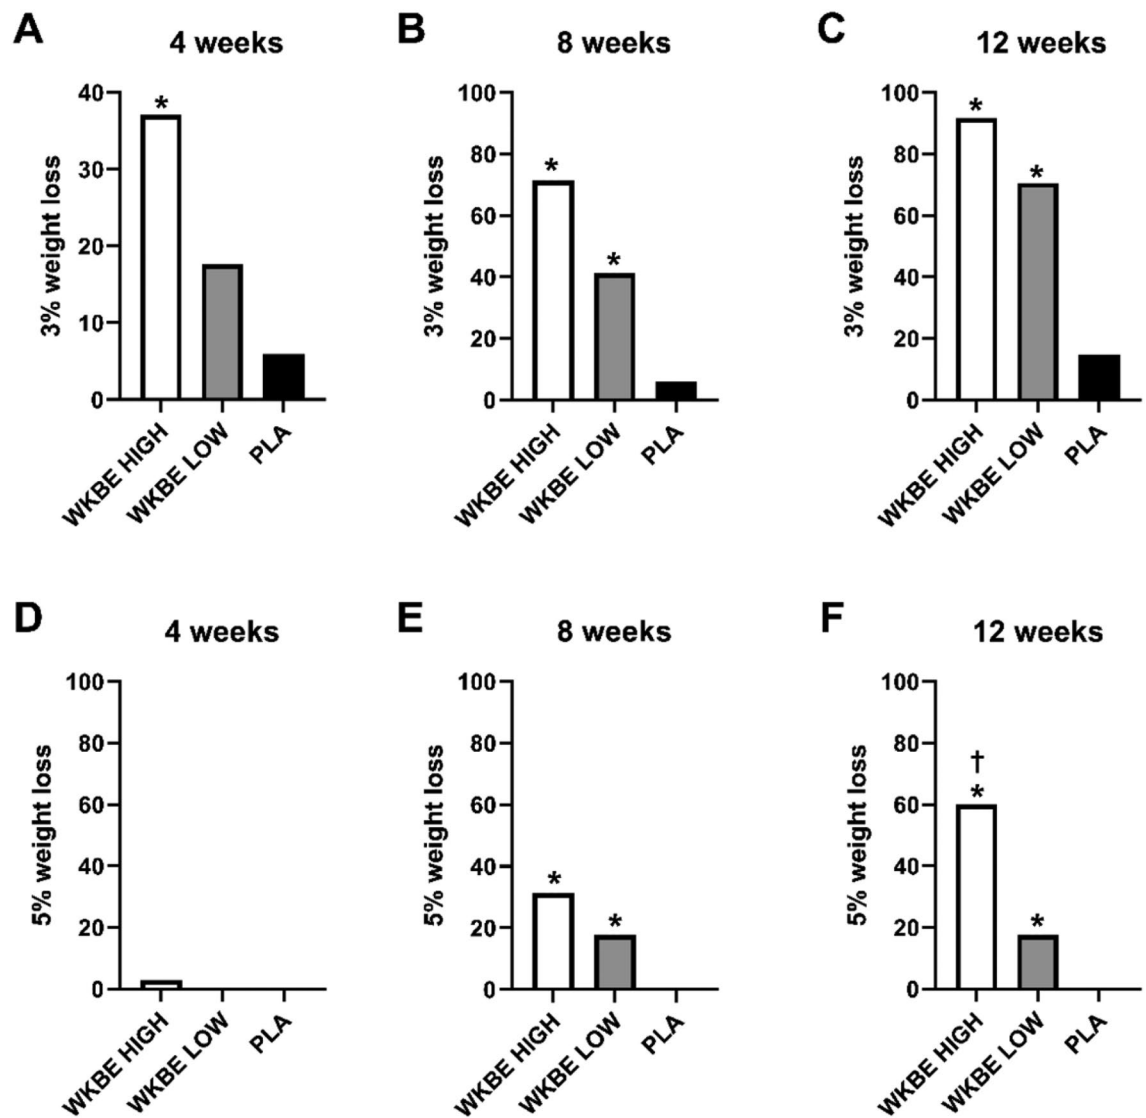 A
4 weeks
3% weight loss
40
30
20
10
0
*
WKBE HIGH
WKBE LOW
PLA
B
8 weeks
3% weight loss
100
80
60
40
20
0
*
*
WKBE HIGH
WKBE LOW
PLA
C
12 weeks
3% weight loss
100
80
60
40
20
0
*
*
WKBE HIGH
WKBE LOW
PLA
D
4 weeks
5% weight loss
100
80
60
40
20
0
WKBE HIGH
WKBE LOW
PLA
E
8 weeks
5% weight loss
100
80
60
40
20
0
*
*
WKBE HIGH
WKBE LOW
PLA
F
12 weeks
5% weight loss
100
80
60
40
20
0
†
*
*
WKBE HIGH
WKBE LOW
PLA